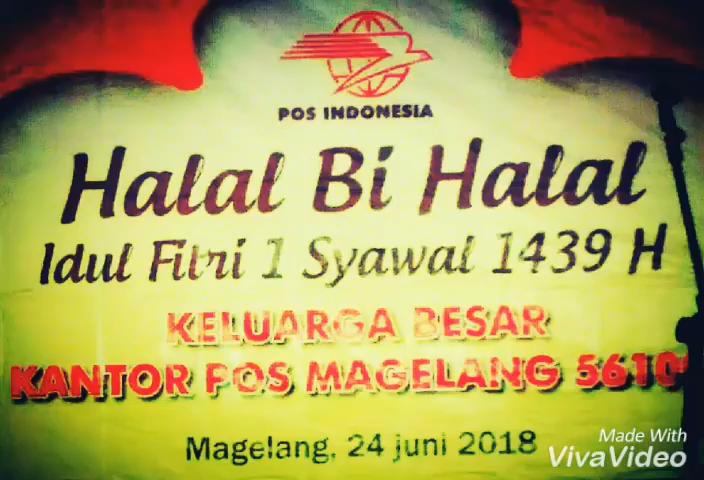 POS INDONESIA
Halal Bi Halal
Idul Fitri 1 Syawal 1439 H
KELUARGA BESAR
KANTOR POS MAGELANG
Magelang, 24 juni 2018
Made With
VivaVideo